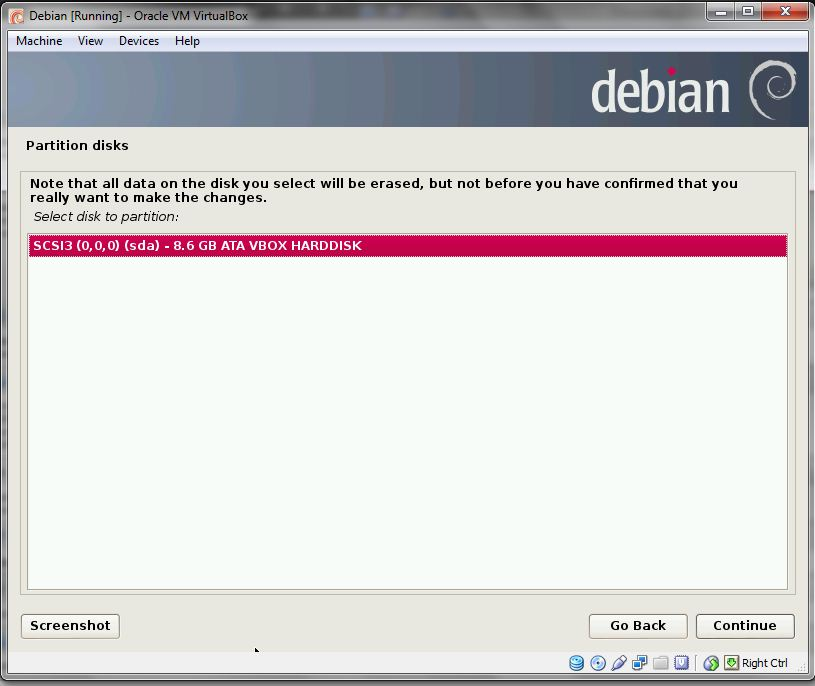 Debian [Running] - Oracle VM VirtualBox
Machine View Devices Help
debian
Partition disks
Note that all data on the disk you select will be erased, but not before you have confirmed that you
really want to make the changes.
Select disk to partition:
SCSI3 (0,0,0) (sda) - 8.6 GB ATA VBOX HARDDISK
Screenshot Go Back Continue
Right Ctrl